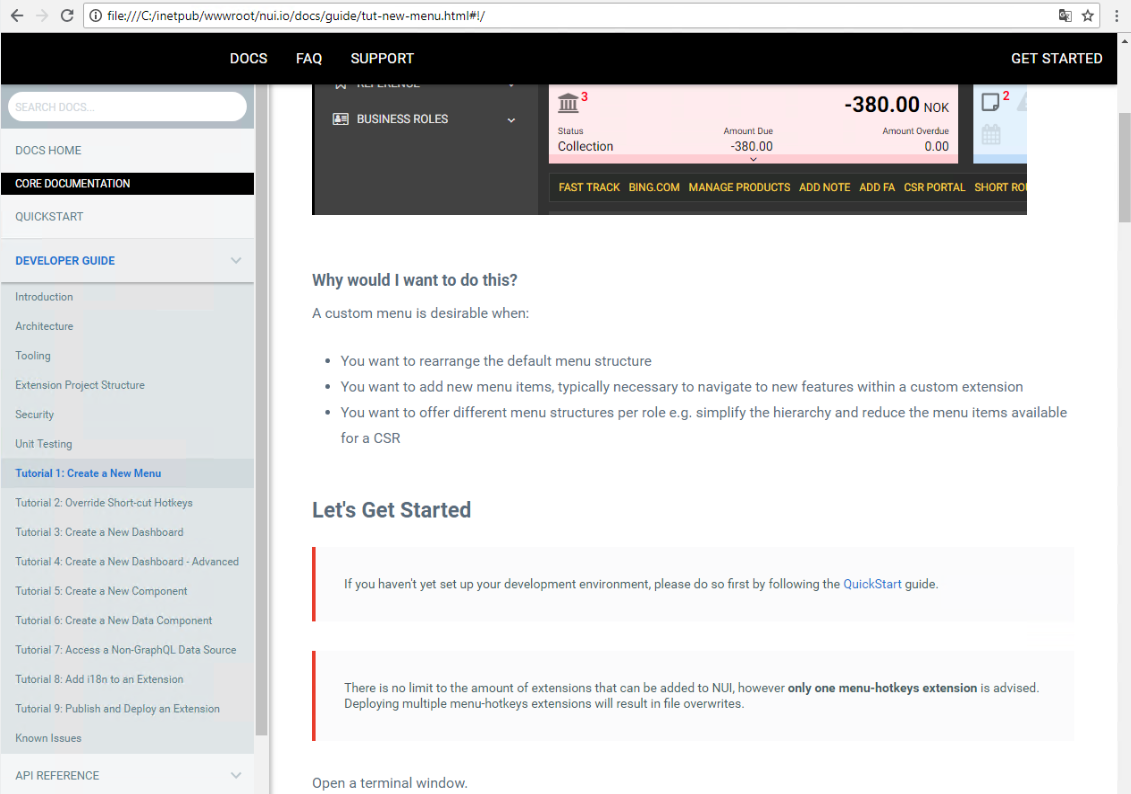 file:///C:/inetpub/wwwroot/nui.io/docs/guide/tut-new-menu.html#!/
DOCS FAQ SUPPORT GET STARTED
SEARCH DOCS...
DOCS HOME
CORE DOCUMENTATION
QUICKSTART
DEVELOPER GUIDE
Introduction
Architecture
Tooling
Extension Project Structure
Security
Unit Testing
Tutorial 1: Create a New Menu
Tutorial 2: Override Short-cut Hotkeys
Tutorial 3: Create a New Dashboard
Tutorial 4: Create a New Dashboard - Advanced
Tutorial 5: Create a New Component
Tutorial 6: Create a New Data Component
Tutorial 7: Access a Non-GraphQL Data Source
Tutorial 8: Add i18n to an Extension
Tutorial 9: Publish and Deploy an Extension
Known Issues
API REFERENCE
REFERENCE
BUSINESS ROLES
3
-380.00 NOK
2
Status Amount Due Amount Overdue
Collection -380.00 0.00
FAST TRACK BING.COM MANAGE PRODUCTS ADD NOTE ADD FA CSR PORTAL SHORT ROU
Why would I want to do this?
A custom menu is desirable when:
• You want to rearrange the default menu structure
• You want to add new menu items, typically necessary to navigate to new features within a custom extension
• You want to offer different menu structures per role e.g. simplify the hierarchy and reduce the menu items available
for a CSR
Let's Get Started
If you haven't yet set up your development environment, please do so first by following the QuickStart guide.
There is no limit to the amount of extensions that can be added to NUI, however only one menu-hotkeys extension is advised.
Deploying multiple menu-hotkeys extensions will result in file overwrites.
Open a terminal window.